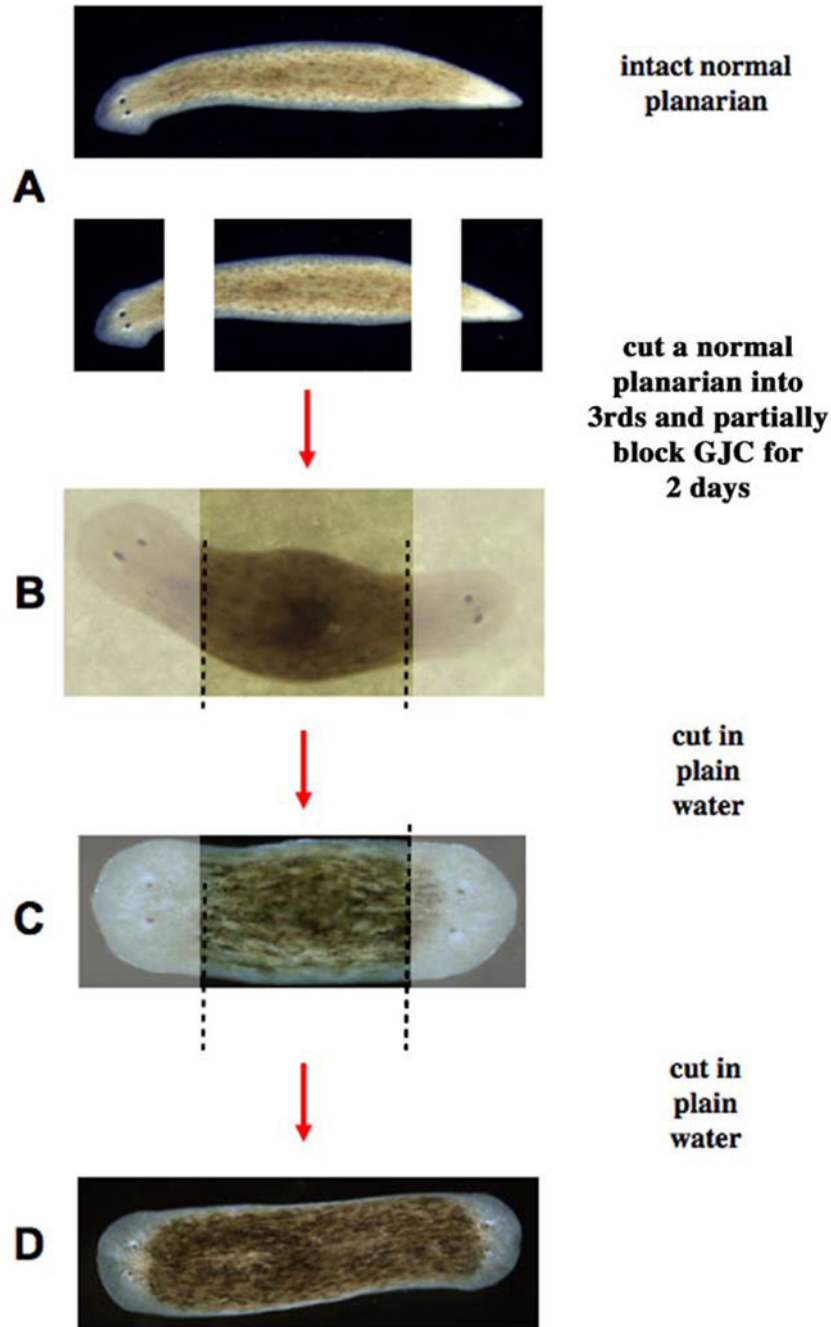 intact normal
planarian
A
cut a normal
planarian into
3rds and partially
block GJC for
2 days
B
cut in
plain
water
C
cut in
plain
water
D